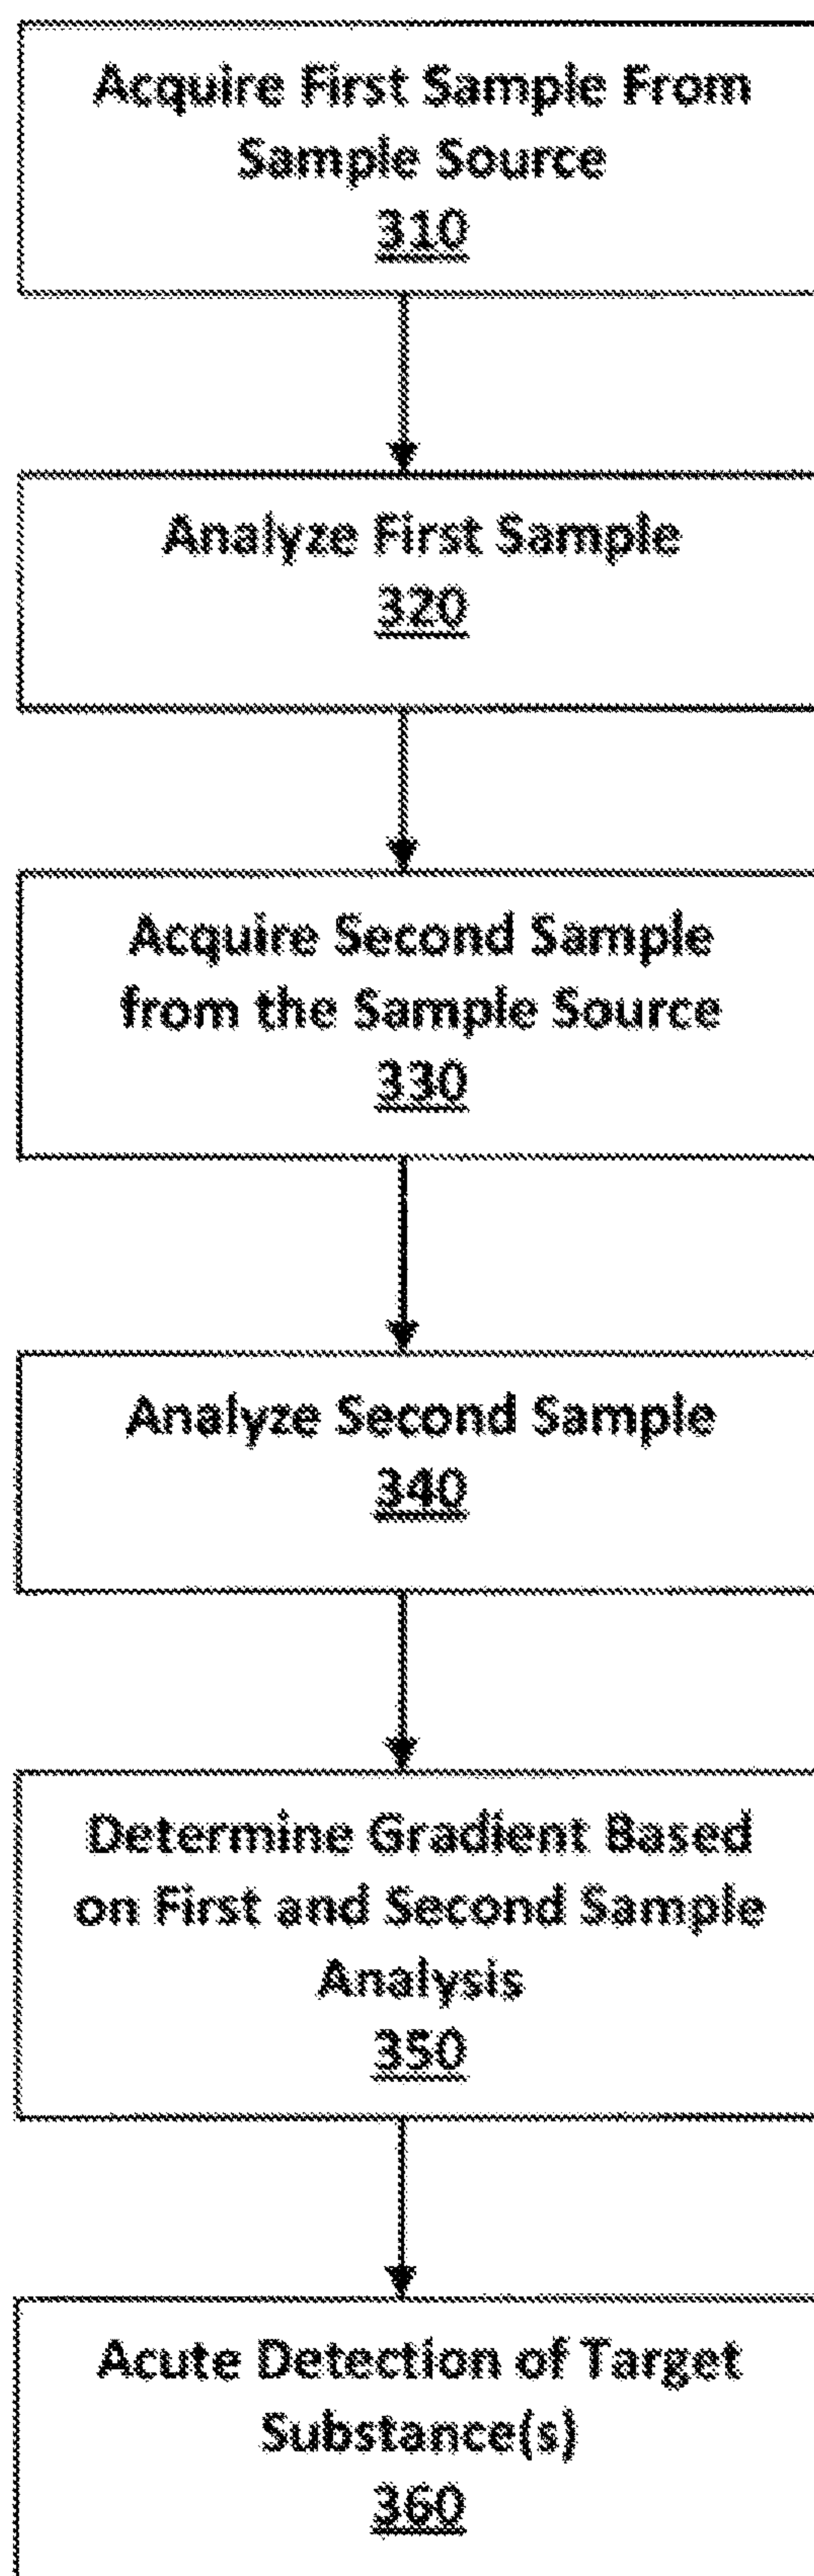 Acquire First Sample From
Sample Source
310
Analyze First Sample
320
Acquire Second Sample
from the Sample Source
330
Analyze Second Sample
340
Determine Gradient Based
on First and Second Sample
Analysis
350
Acute Detection of Target
Substance(s)
360